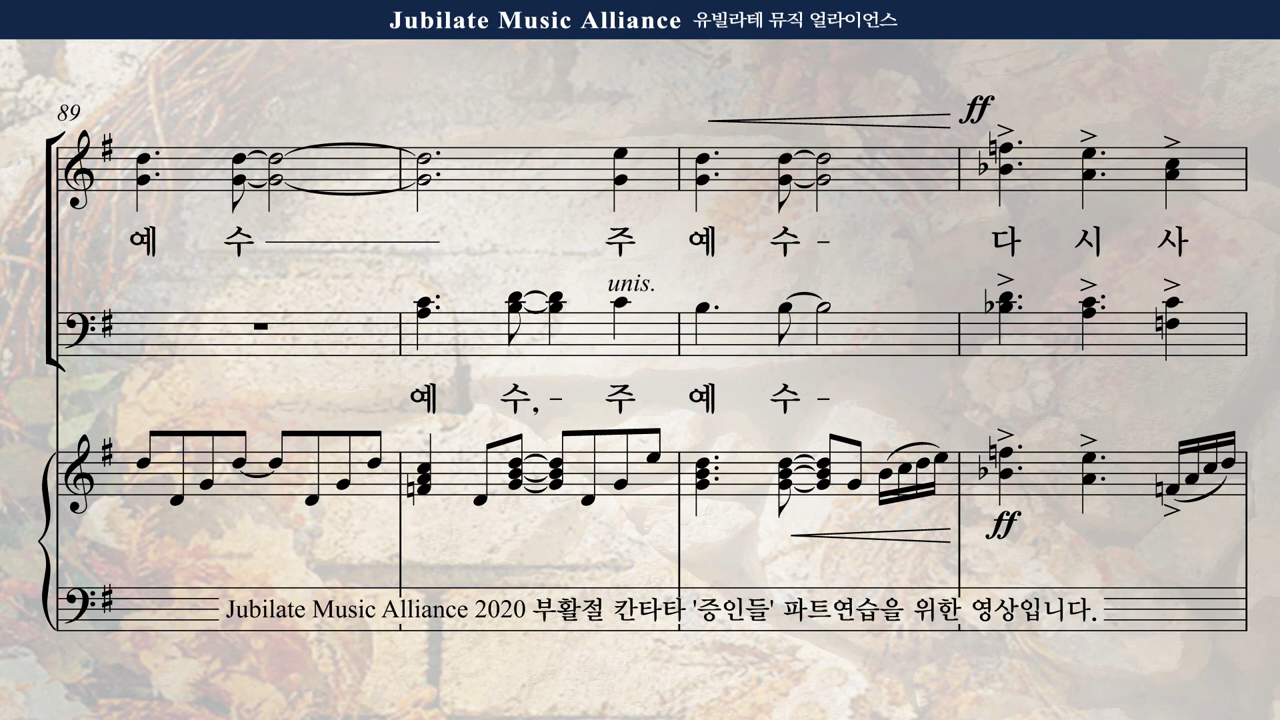 Jubilate Music Alliance 유빌라테 뮤직 얼라이언스
89
ff
예 수 주 예 수 - 다 시 사
unis.
예 수, - 주 예 수 -
ff
Jubilate Music Alliance 2020 부활절 칸타타 '증인들' 파트연습을 위한 영상입니다.